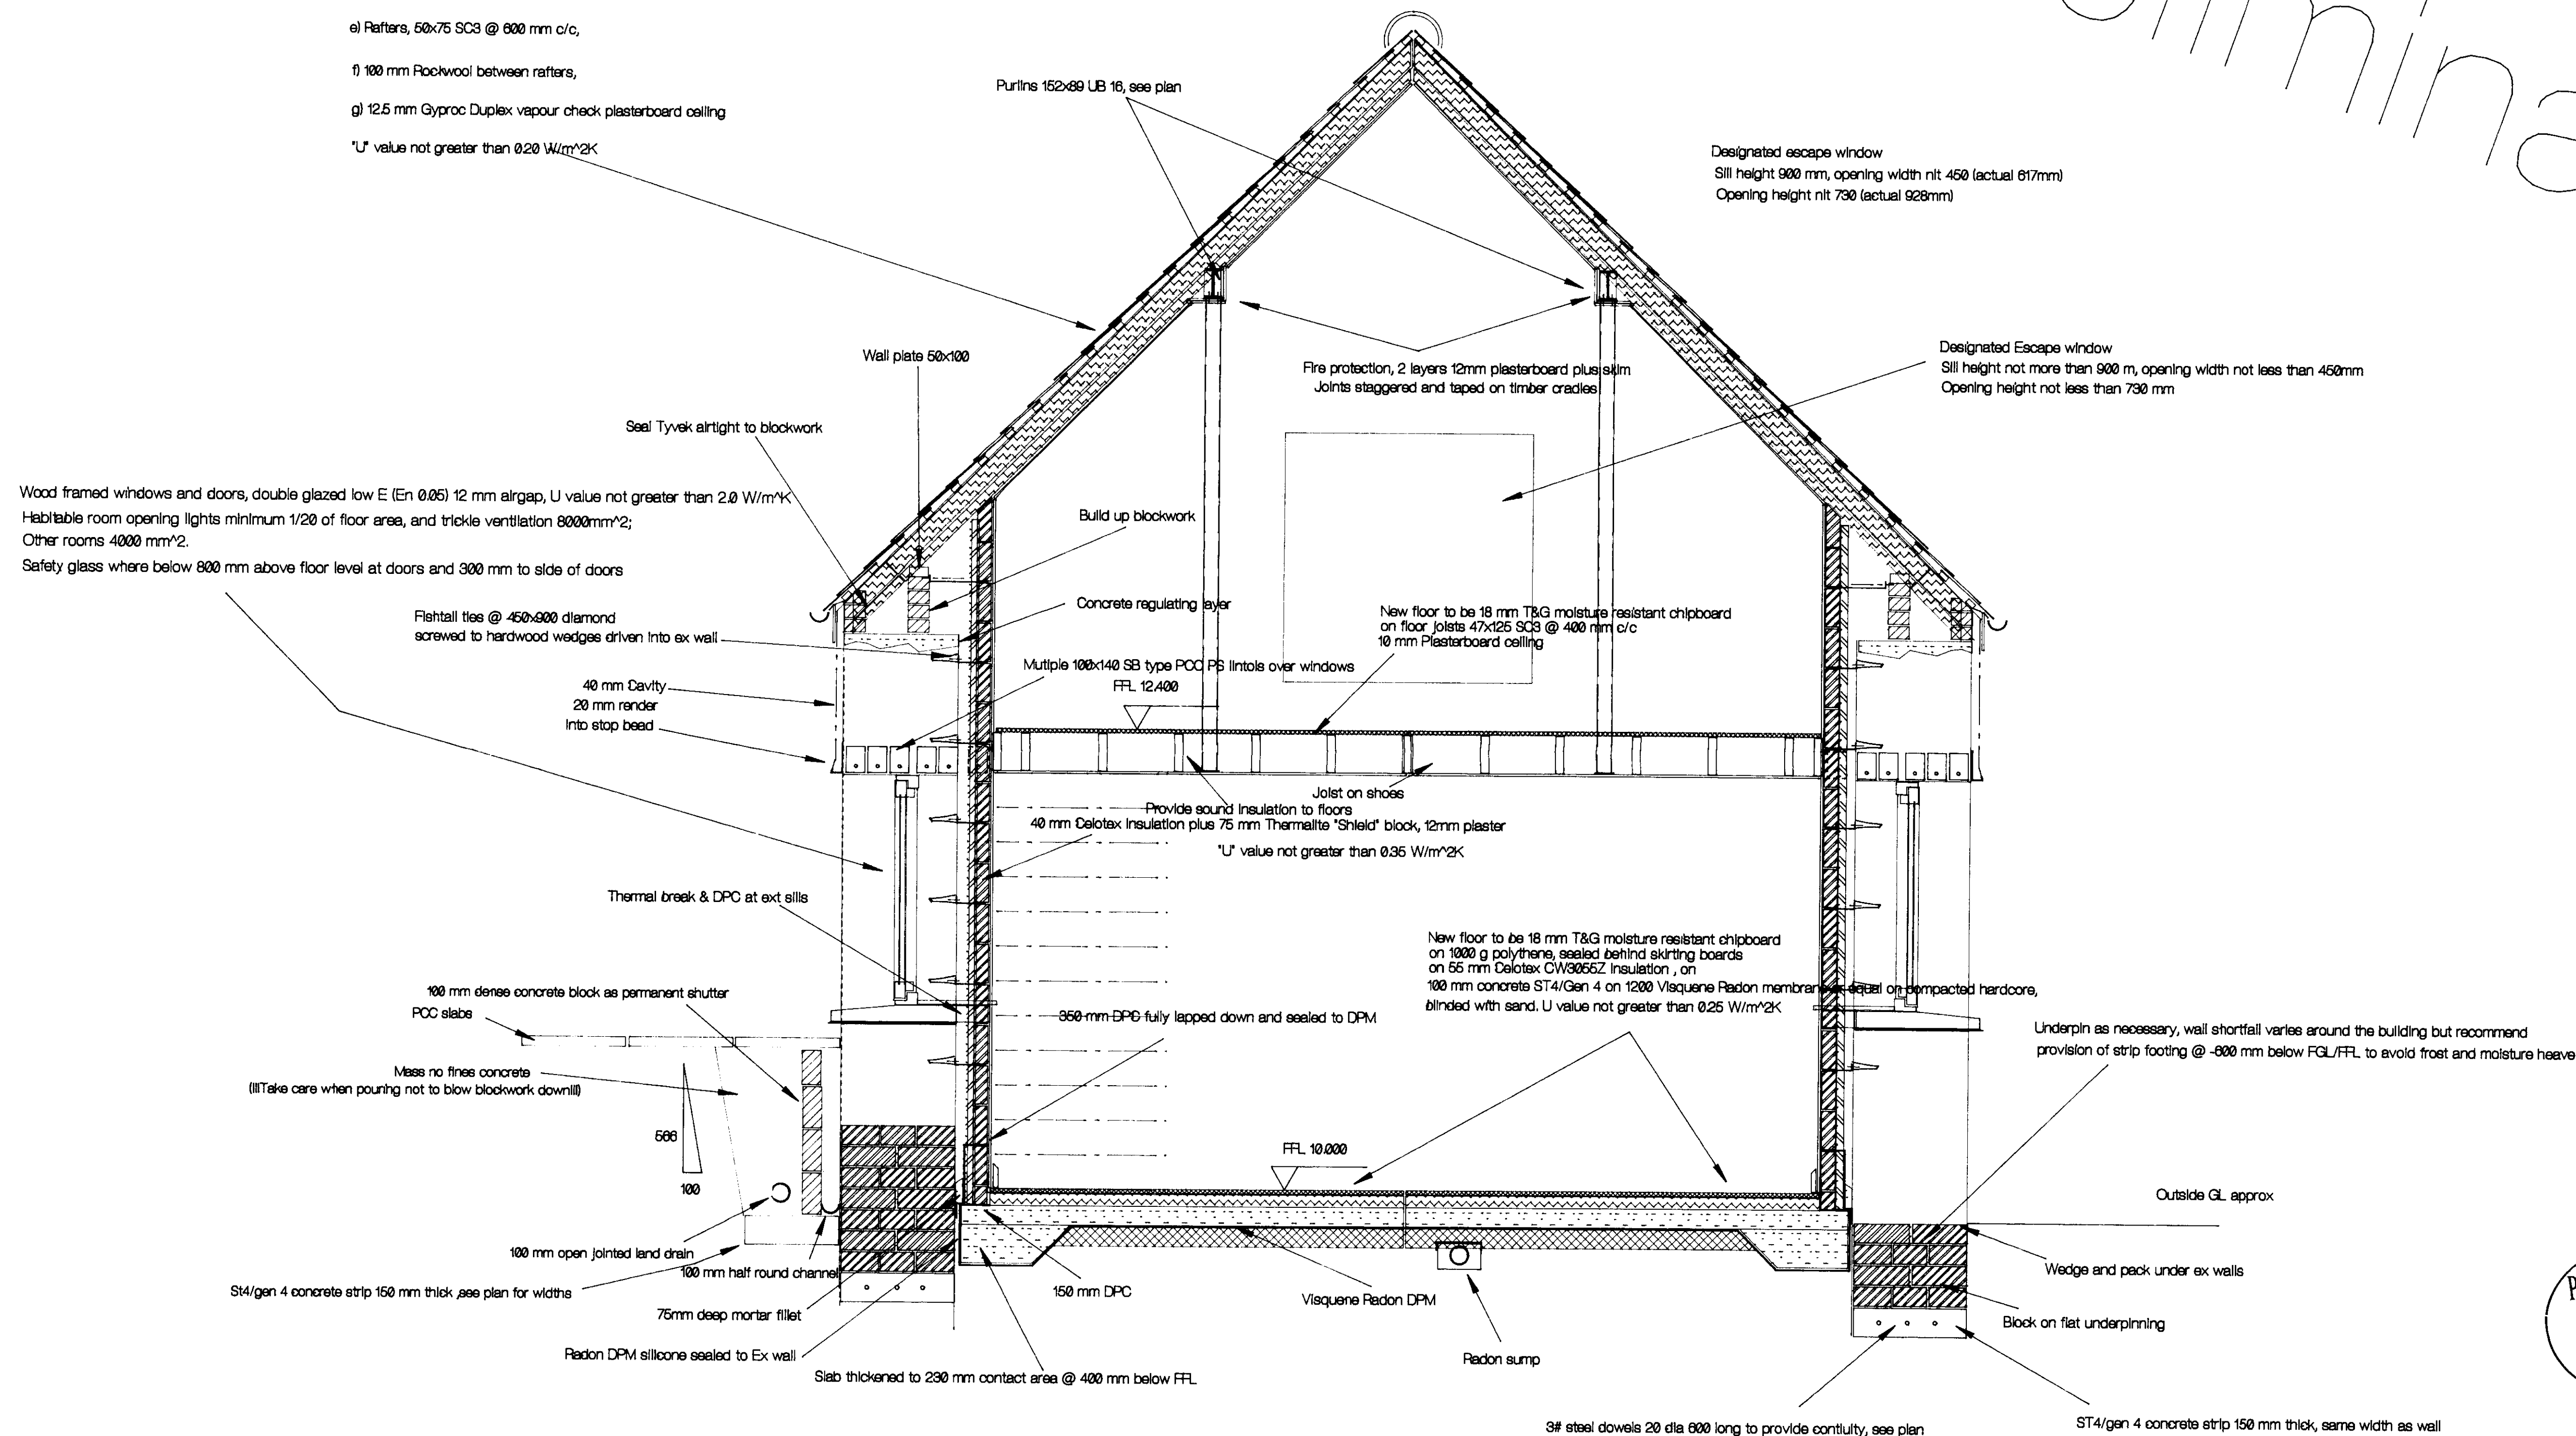 e) Rafters, 50x75 SC3 @ 600 mm c/c,
f) 100 mm Rockwool between rafters,
g) 12.5 mm Gyproc Duplex vapour check plasterboard ceiling
"U" value not greater than 0.20 W/m^2K
Purlins 152x89 UB 16, see plan
Designated escape window
Sill height 900 mm, opening width nlt 450 (actual 617mm)
Opening height nlt 730 (actual 928mm)
Wall plate 50x100
Fire protection, 2 layers 12mm plasterboard plus skim
Joints staggered and taped on timber cradles
Designated Escape window
Sill height not more than 900 m, opening width not less than 450mm
Opening height not less than 730 mm
Seal Tyvek airtight to blockwork
Wood framed windows and doors, double glazed low E (En 0.05) 12 mm airgap, U value not greater than 2.0 W/m^K
Habitable room opening lights minimum 1/20 of floor area, and trickle ventilation 8000mm^2;
Other rooms 4000 mm^2.
Safety glass where below 800 mm above floor level at doors and 300 mm to side of doors
Build up blockwork
Fishtail ties @ 450x900 diamond
screwed to hardwood wedges driven into ex wall
Concrete regulating layer
New floor to be 18 mm T&G moisture resistant chipboard
on floor joists 47x125 SC3 @ 400 mm c/c
10 mm Plasterboard ceiling
Mutiple 100x140 SB type PCC PS lintols over windows
FFL 12.400
40 mm Cavity
20 mm render
into stop bead
Joist on shoes
Provide sound insulation to floors
40 mm Celotex insulation plus 75 mm Thermalite "Shield" block, 12mm plaster
"U" value not greater than 0.35 W/m^2K
Thermal break & DPC at ext sills
New floor to be 18 mm T&G moisture resistant chipboard
on 1000 g polythene, sealed behind skirting boards
on 55 mm Celotex CW3055Z insulation , on
100 mm concrete ST4/Gen 4 on 1200 Visqueen Radon membrane or equal on compacted hardcore,
blinded with sand. U value not greater than 0.25 W/m^2K
100 mm dense concrete block as permanent shutter
PCC slabs
350 mm DPC fully lapped down and sealed to DPM
Underpin as necessary, wall shortfall varies around the building but recommend
provision of strip footing @ -600 mm below FGL/FFL to avoid frost and moisture heave
Mass no fines concrete
(!!!Take care when pouring not to blow blockwork down!!!)
566
100
FFL 10.000
Outside GL approx
100 mm open jointed land drain
100 mm half round channel
St4/gen 4 concrete strip 150 mm thick ,see plan for widths
75mm deep mortar fillet
150 mm DPC
Visquene Radon DPM
Wedge and pack under ex walls
Block on flat underpinning
Radon DPM silicone sealed to Ex wall
Slab thickened to 230 mm contact area @ 400 mm below FFL
Radon sump
3# steel dowels 20 dia 600 long to provide contiuity, see plan
ST4/gen 4 concrete strip 150 mm thick, same width as wall